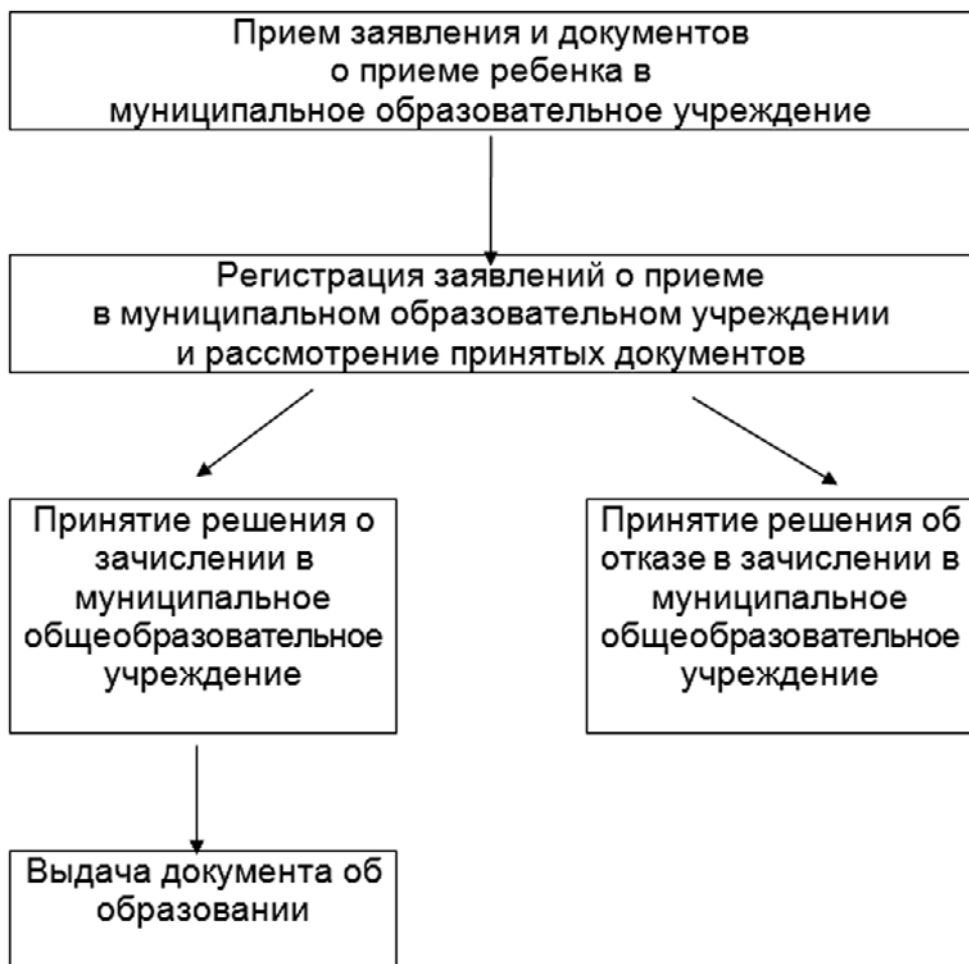 Прием заявления и документов
о приеме ребенка в
муниципальное образовательное учреждение
Регистрация заявлений о приеме
в муниципальном образовательном учреждении
и рассмотрение принятых документов
Принятие решения о
зачислении в
муниципальное
общеобразовательное
учреждение
Принятие решения об
отказе в зачислении в
муниципальное
общеобразовательное
учреждение
Выдача документа об
образовании